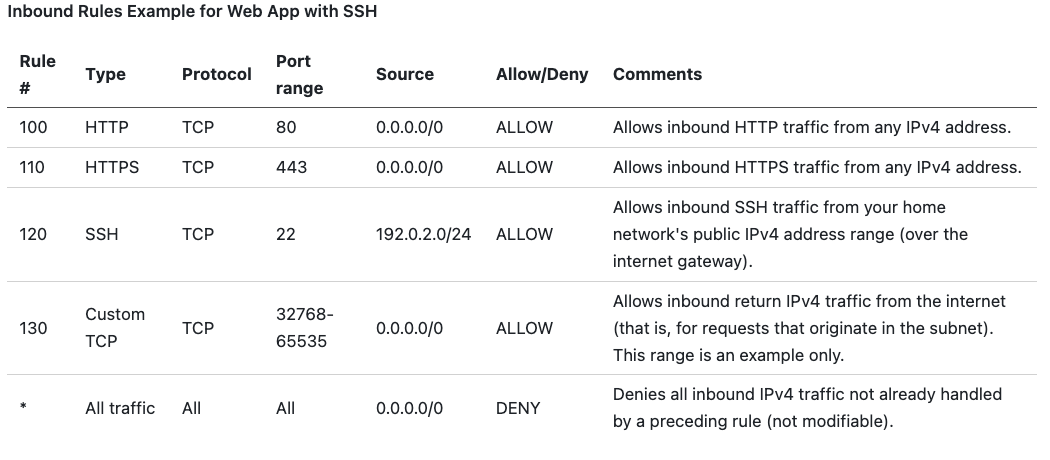 Inbound Rules Example for Web App with SSH
Rule # Type Protocol Port range Source Allow/Deny Comments
100 HTTP TCP 80 0.0.0.0/0 ALLOW Allows inbound HTTP traffic from any IPv4 address.
110 HTTPS TCP 443 0.0.0.0/0 ALLOW Allows inbound HTTPS traffic from any IPv4 address.
120 SSH TCP 22 192.0.2.0/24 ALLOW Allows inbound SSH traffic from your home
network's public IPv4 address range (over the
internet gateway).
130 Custom TCP TCP 32768-65535 0.0.0.0/0 ALLOW Allows inbound return IPv4 traffic from the internet
(that is, for requests that originate in the subnet).
This range is an example only.
* All traffic All All 0.0.0.0/0 DENY Denies all inbound IPv4 traffic not already handled
by a preceding rule (not modifiable).